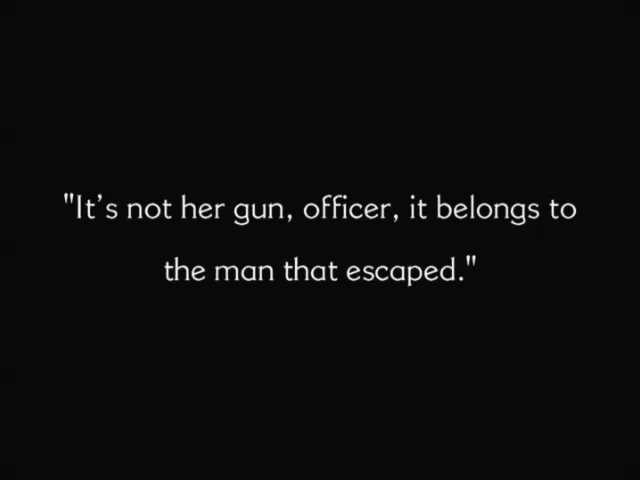 "It's not her gun, officer, it belongs to
the man that escaped."